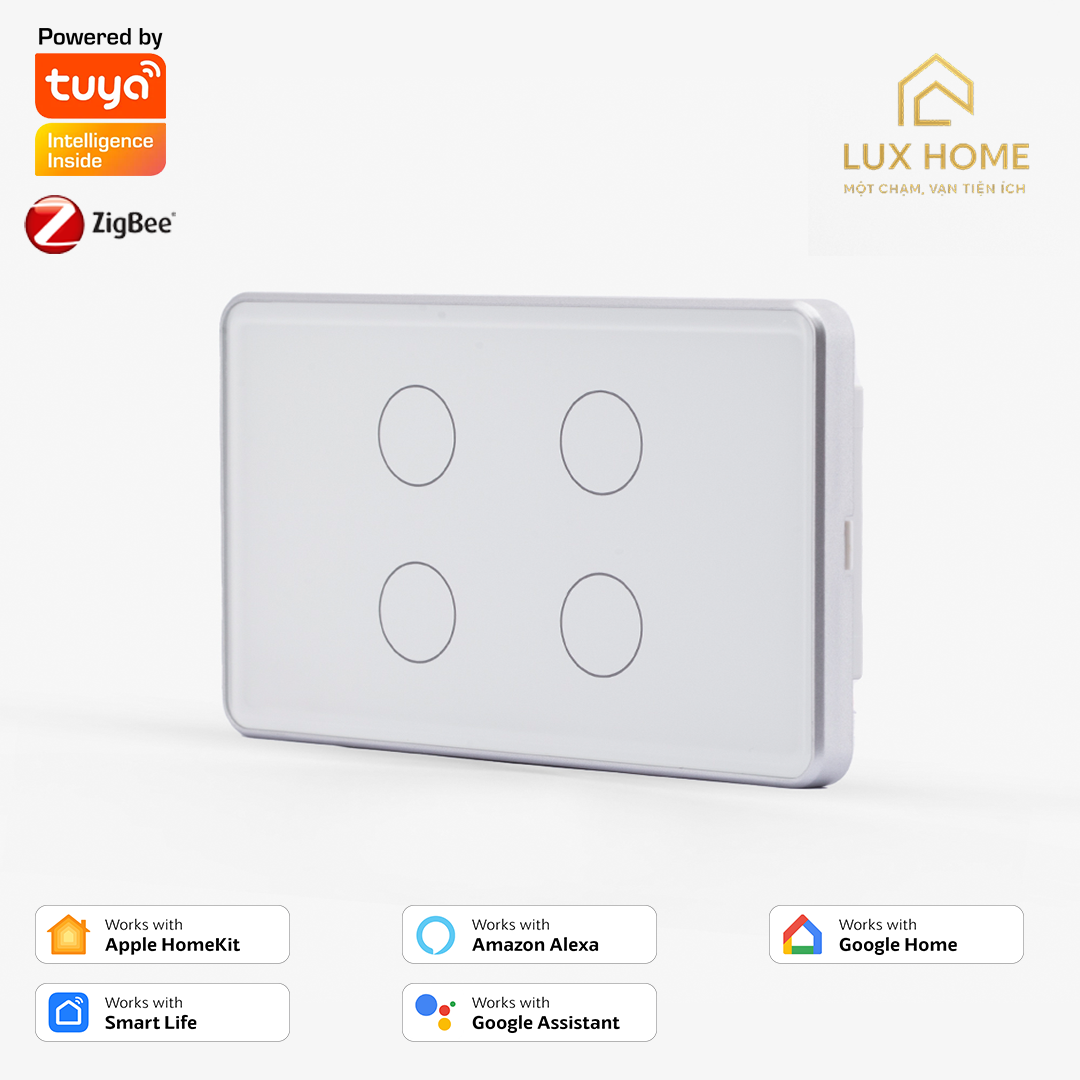 Powered by
tuya
Intelligence
Inside
ZigBee®
LUX HOME
MỘT CHẠM, VẠN TIỆN ÍCH
Works with
Apple HomeKit
Works with
Amazon Alexa
Works with
Google Home
Works with
Smart Life
Works with
Google Assistant